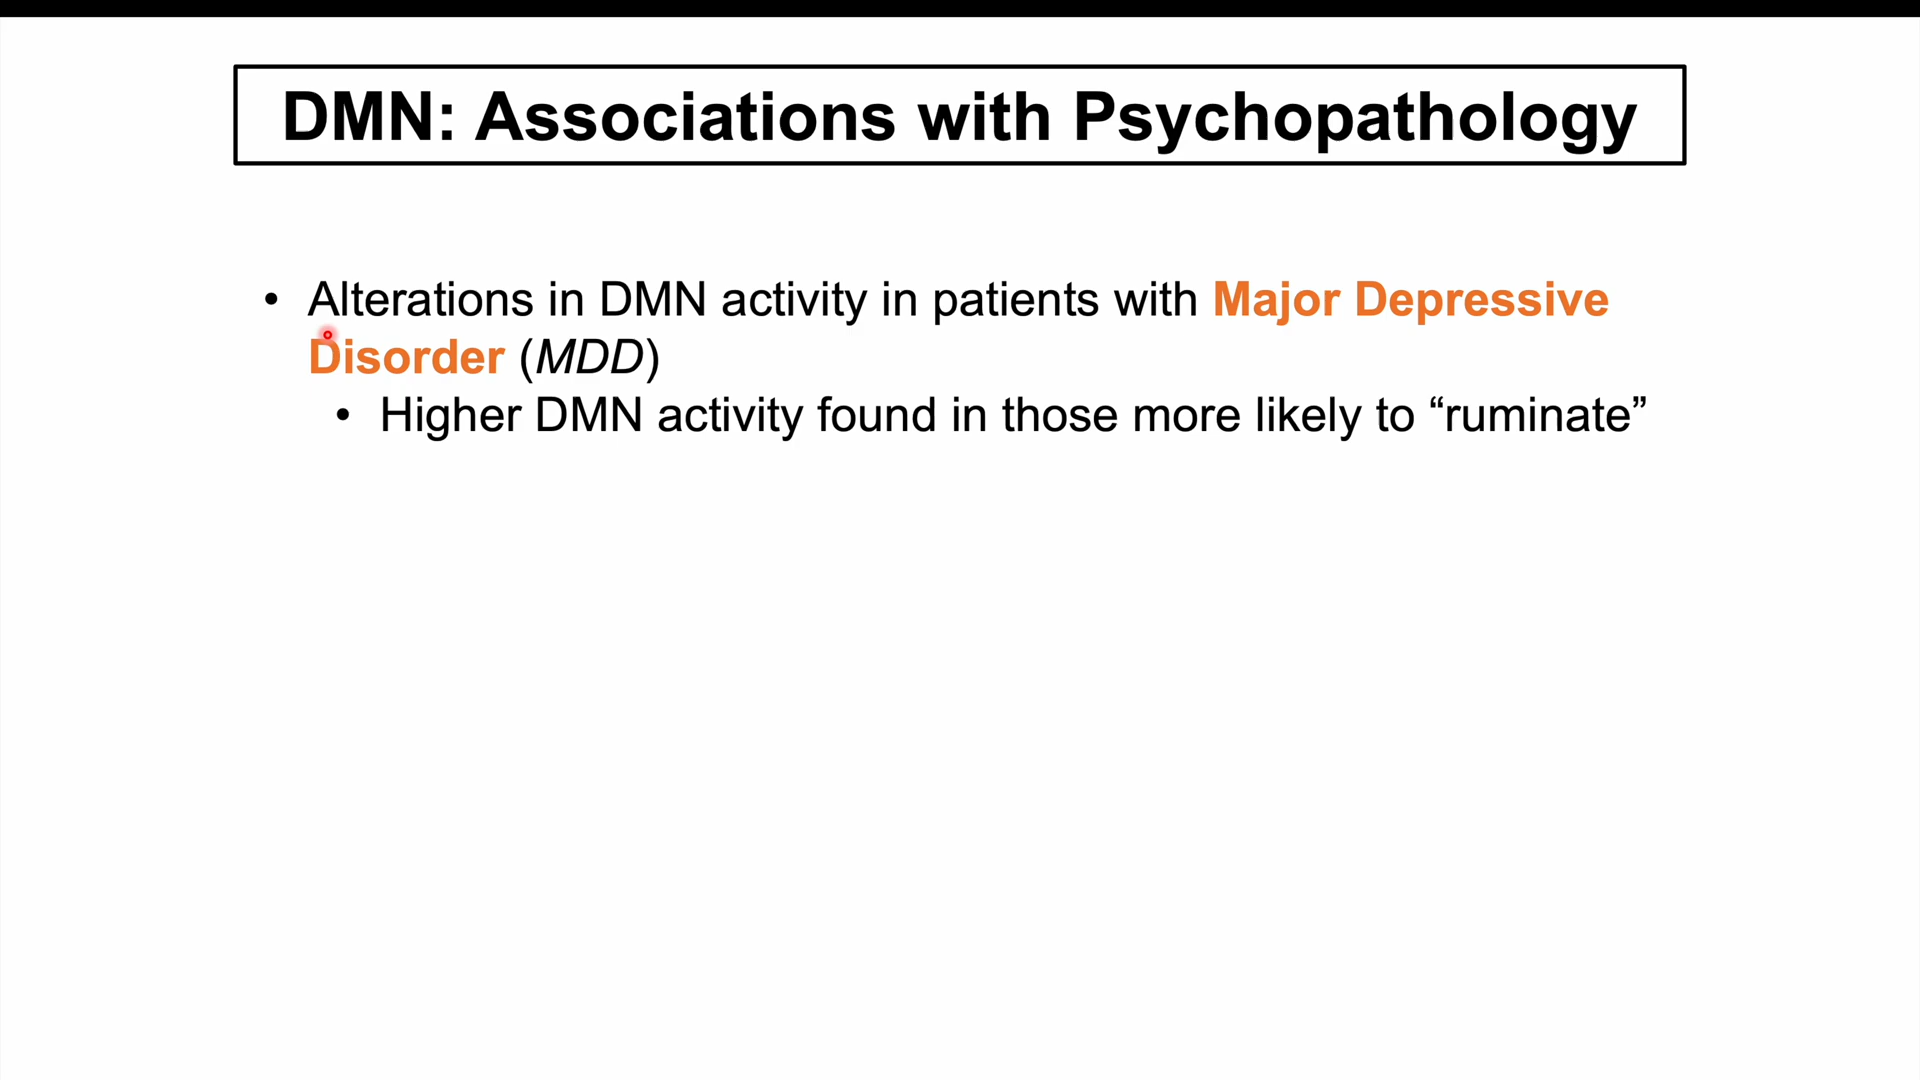 DMN: Associations with Psychopathology
• Alterations in DMN activity in patients with Major Depressive
Disorder (MDD)
• Higher DMN activity found in those more likely to “ruminate”